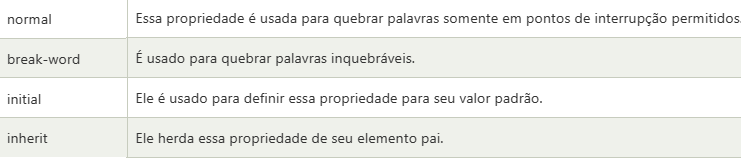 normal Essa propriedade é usada para quebrar palavras somente em pontos de interrupção permitidos.
break-word É usado para quebrar palavras inquebráveis.
initial Ele é usado para definir essa propriedade para seu valor padrão.
inherit Ele herda essa propriedade de seu elemento pai.